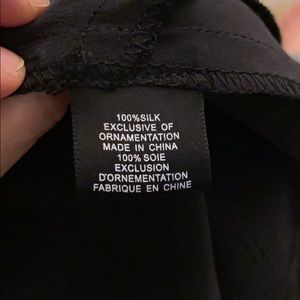 100%SILK
EXCLUSIVE OF
ORNAMENTATION
MADE IN CHINA
100% SOIE
EXCLUSION
D'ORNEMENTATION
FABRIQUE EN CHINE